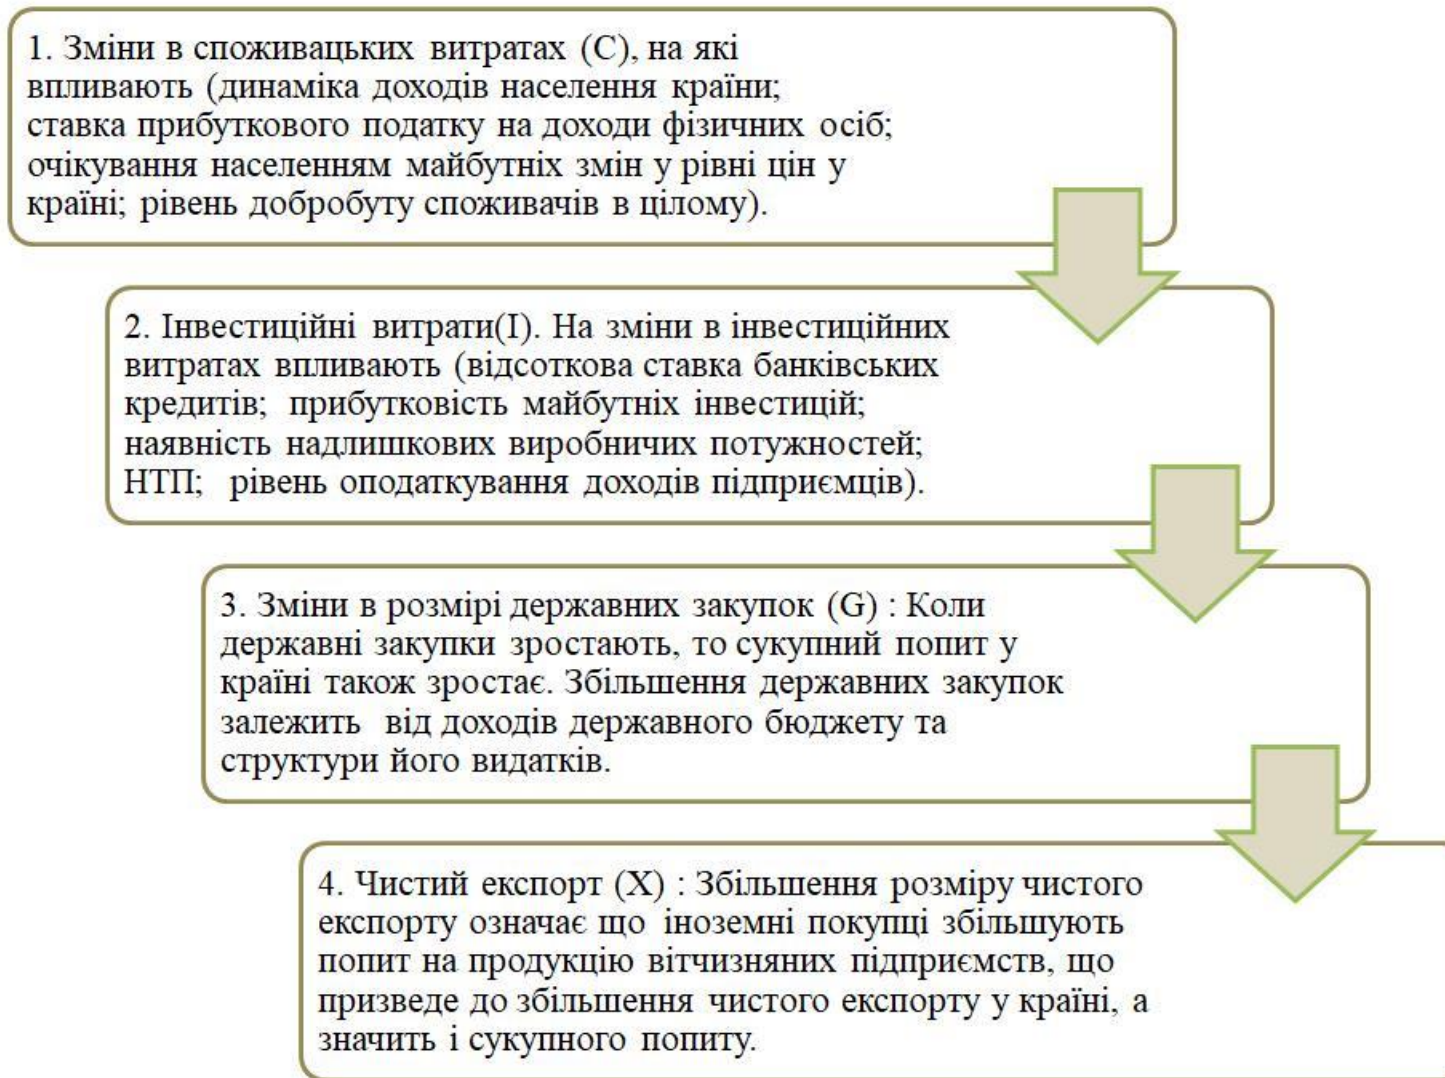 1. Зміни в споживацьких витратах (С), на які
впливають (динаміка доходів населення країни;
ставка прибуткового податку на доходи фізичних осіб;
очікування населенням майбутніх змін у рівні цін у
країні; рівень добробуту споживачів в цілому).
2. Інвестиційні витрати(І). На зміни в інвестиційних
витратах впливають (відсоткова ставка банківських
кредитів; прибутковість майбутніх інвестицій;
наявність надлишкових виробничих потужностей;
НТП; рівень оподаткування доходів підприємців).
3. Зміни в розмірі державних закупок (G) : Коли
державні закупки зростають, то сукупний попит у
країні також зростає. Збільшення державних закупок
залежить від доходів державного бюджету та
структури його видатків.
4. Чистий експорт (Х) : Збільшення розміру чистого
експорту означає що іноземні покупці збільшують
попит на продукцію вітчизняних підприємств, що
призведе до збільшення чистого експорту у країні, а
значить і сукупного попиту.